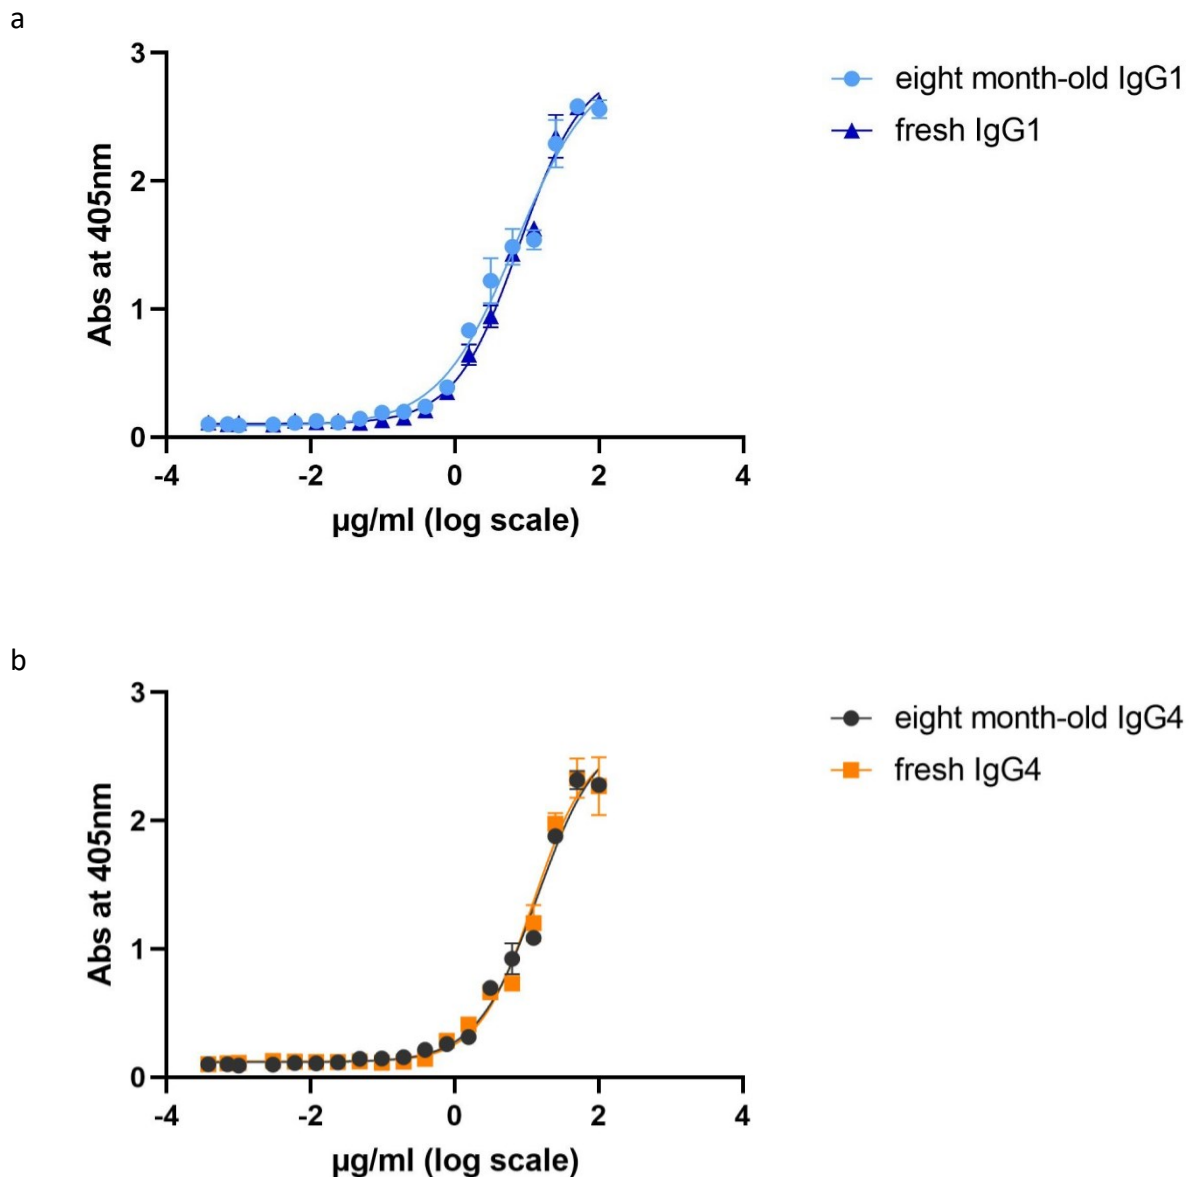 a
3
2
1
0
Abs at 405nm
-4 -2 0 2 4
µg/ml (log scale)
eight month-old IgG1
fresh IgG1
b
3
2
1
0
Abs at 405nm
-4 -2 0 2 4
µg/ml (log scale)
eight month-old IgG4
fresh IgG4